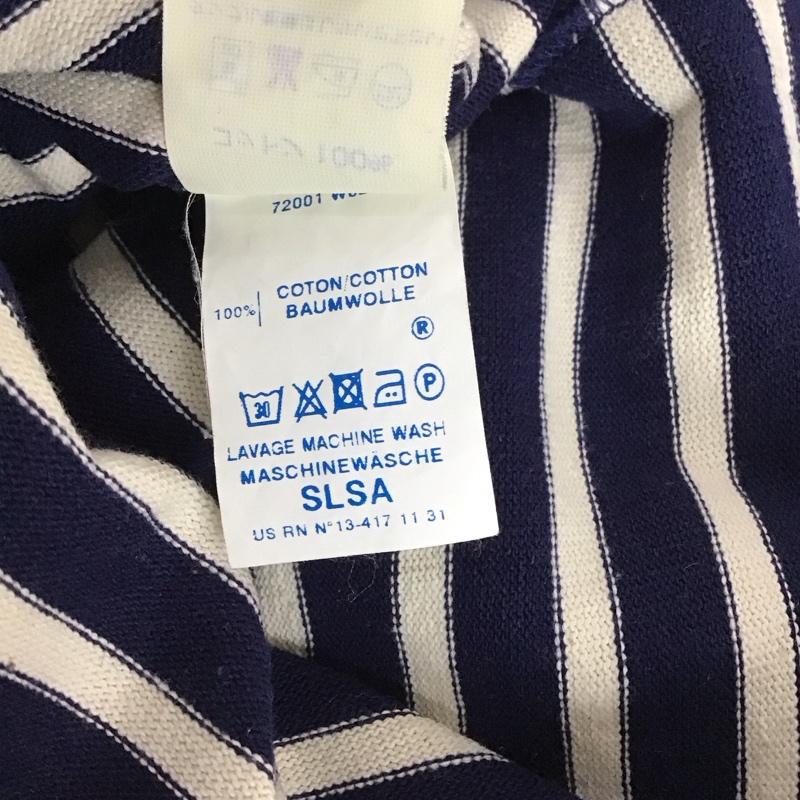 72001
100%
COTON/COTTON
BAUMWOLLE
®
30
P
LAVAGE MACHINE WASH
MASCHINEWÄSCHE
SLSA
US RN N°13-417 11 31